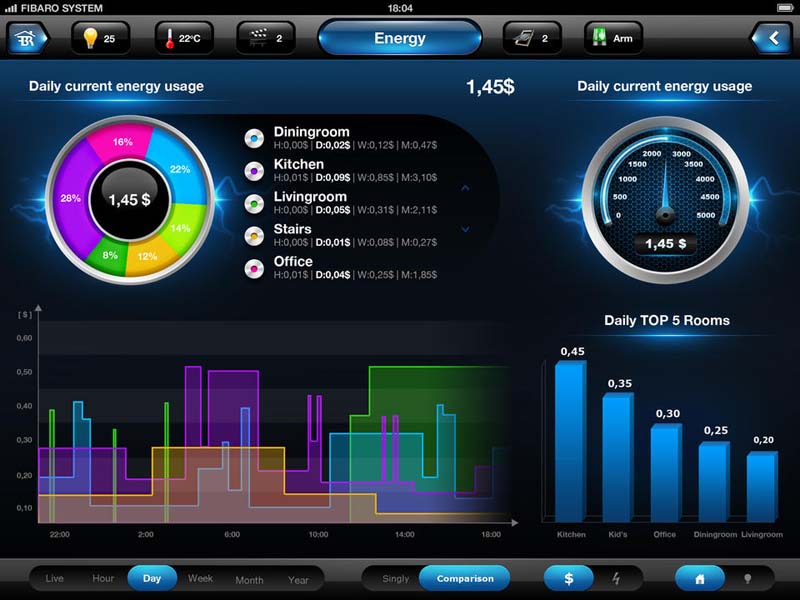 FIBARO SYSTEM
18:04
25
22ºC
2
Energy
2
Arm
Daily current energy usage
1,45$
Daily current energy usage
16%
22%
14%
12%
8%
28%
1,45 $
Diningroom
H:0,00$ | D:0,02$ | W:0,12$ | M:0,47$
Kitchen
H:0,01$ | D:0,09$ | W:0,85$ | M:3,10$
Livingroom
H:0,00$ | D:0,05$ | W:0,31$ | M:2,11$
Stairs
H:0,00$ | D:0,01$ | W:0,08$ | M:0,27$
Office
H:0,01$ | D:0,04$ | W:0,25$ | M:1,85$
2000 3000
1500 3500
1000 4000
500 4500
0 5000
1,45 $
[ $ ]
0,60
0,50
0,40
0,30
0,20
0,10
22:00 2:00 6:00 10:00 14:00 18:00
Daily TOP 5 Rooms
0,45
0,35
0,30
0,25
0,20
Kitchen Kid's Office Diningroom Livingroom
Live Hour Day Week Month Year
Singly Comparison
$